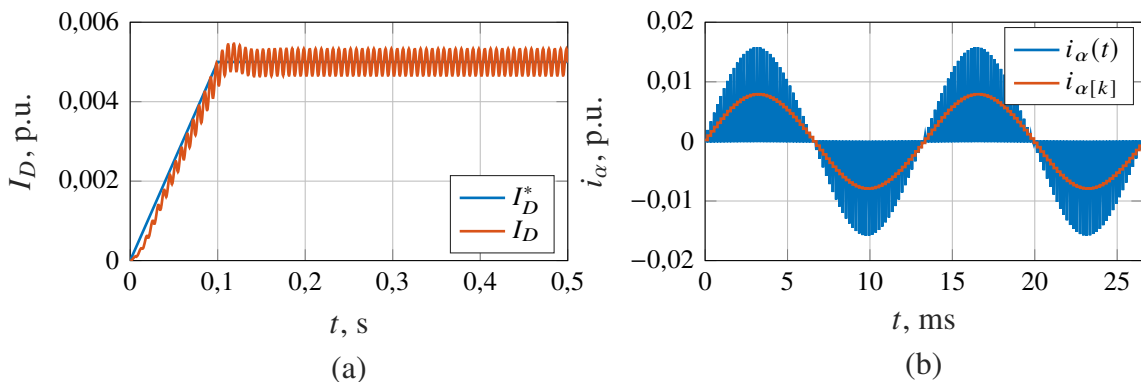 0,006
0,004
0,002
0
I_D, p.u.
I*_D
I_D
0 0,1 0,2 0,3 0,4 0,5
t, s
(a)
0,02
0,01
0
−0,01
−0,02
i_α, p.u.
i_α(t)
i_α[k]
0 5 10 15 20 25
t, ms
(b)